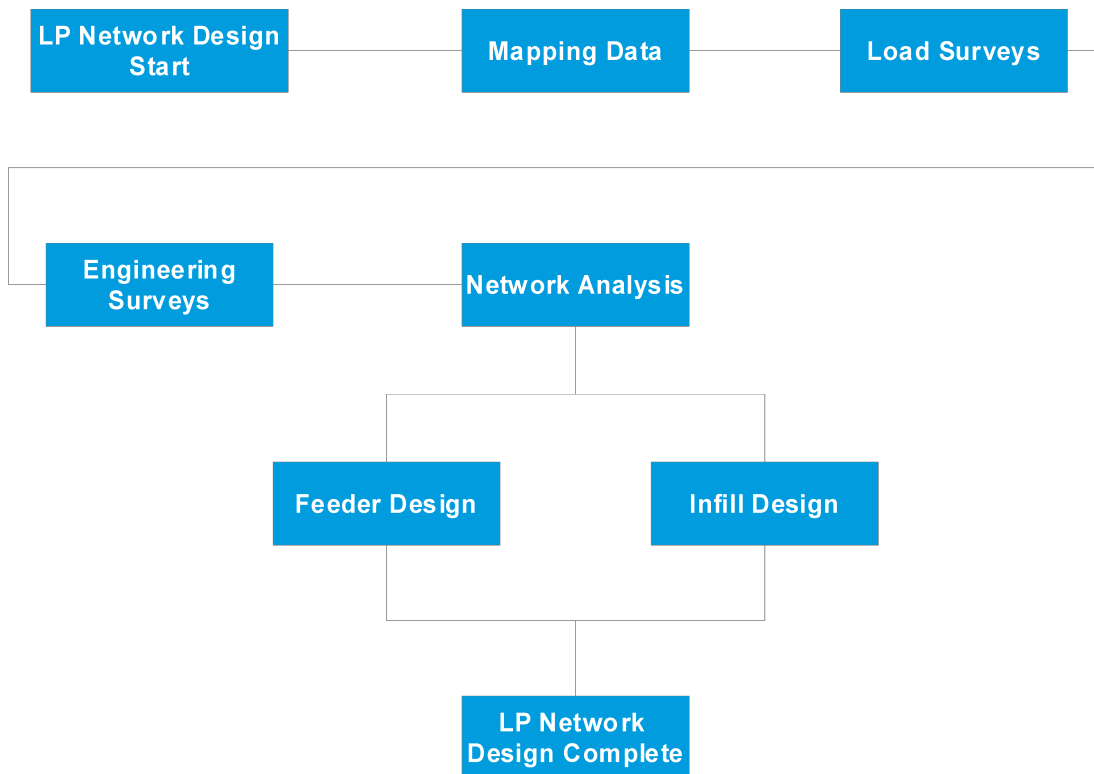 LP Network Design
Start
Mapping Data
Load Surveys
Engineering
Surveys
Network Analysis
Feeder Design
Infill Design
LP Network
Design Complete